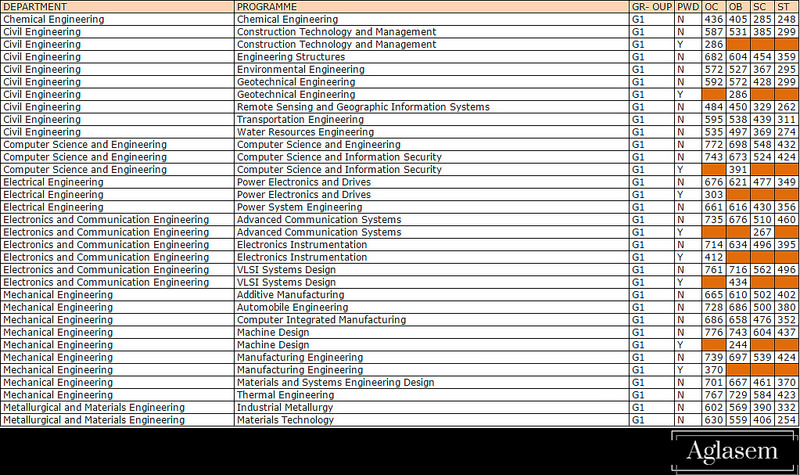 DEPARTMENT PROGRAMME GR- OUP PWD OC OB SC ST
Chemical Engineering Chemical Engineering G1 N 436 405 285 248
Civil Engineering Construction Technology and Management G1 N 587 531 385 299
Civil Engineering Construction Technology and Management G1 Y 286
Civil Engineering Engineering Structures G1 N 682 604 454 359
Civil Engineering Environmental Engineering G1 N 572 527 367 295
Civil Engineering Geotechnical Engineering G1 N 592 572 428 299
Civil Engineering Geotechnical Engineering G1 Y 286
Civil Engineering Remote Sensing and Geographic Information Systems G1 N 484 450 329 262
Civil Engineering Transportation Engineering G1 N 595 538 439 311
Civil Engineering Water Resources Engineering G1 N 535 497 369 274
Computer Science and Engineering Computer Science and Engineering G1 N 772 698 548 432
Computer Science and Engineering Computer Science and Information Security G1 N 743 673 524 424
Computer Science and Engineering Computer Science and Information Security G1 Y 391
Electrical Engineering Power Electronics and Drives G1 N 676 621 477 349
Electrical Engineering Power Electronics and Drives G1 Y 303
Electrical Engineering Power System Engineering G1 N 661 616 430 356
Electronics and Communication Engineering Advanced Communication Systems G1 N 735 676 510 460
Electronics and Communication Engineering Advanced Communication Systems G1 Y 267
Electronics and Communication Engineering Electronics Instrumentation G1 N 714 634 496 395
Electronics and Communication Engineering Electronics Instrumentation G1 Y 412
Electronics and Communication Engineering VLSI Systems Design G1 N 761 716 562 496
Electronics and Communication Engineering VLSI Systems Design G1 Y 434
Mechanical Engineering Additive Manufacturing G1 N 665 610 502 402
Mechanical Engineering Automobile Engineering G1 N 728 686 500 380
Mechanical Engineering Computer Integrated Manufacturing G1 N 686 658 476 352
Mechanical Engineering Machine Design G1 N 776 743 604 437
Mechanical Engineering Machine Design G1 Y 244
Mechanical Engineering Manufacturing Engineering G1 N 739 697 539 424
Mechanical Engineering Manufacturing Engineering G1 Y 370
Mechanical Engineering Materials and Systems Engineering Design G1 N 701 667 461 370
Mechanical Engineering Thermal Engineering G1 N 767 729 584 423
Metallurgical and Materials Engineering Industrial Metallurgy G1 N 602 569 390 332
Metallurgical and Materials Engineering Materials Technology G1 N 630 559 406 254
Aglasem